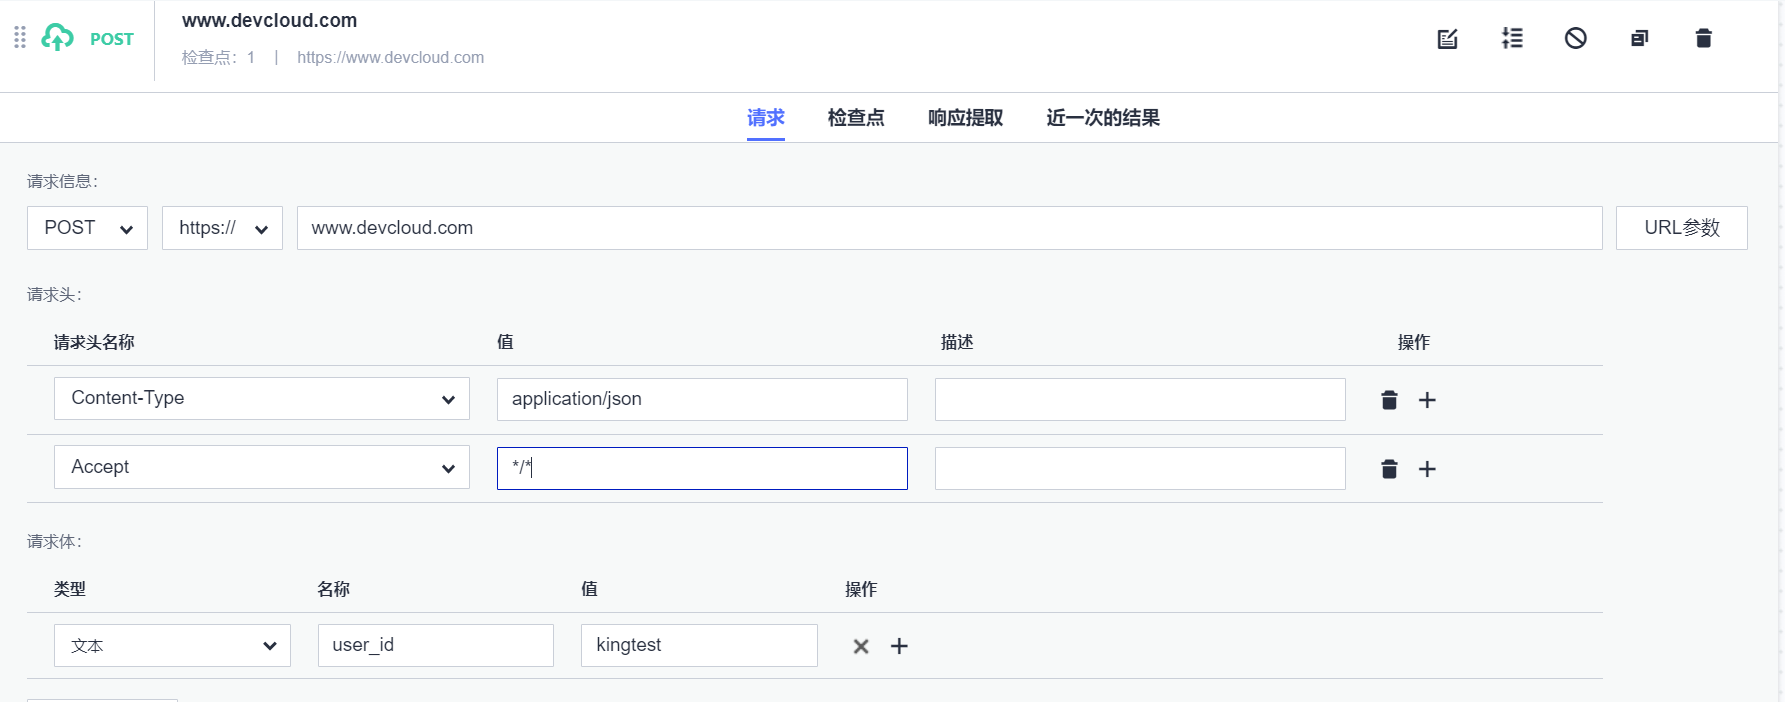 POST
www.devcloud.com
检查点：1 | https://www.devcloud.com
请求 检查点 响应提取 近一次的结果
请求信息：
POST https:// www.devcloud.com URL参数
请求头：
请求头名称 值 描述 操作
Content-Type application/json
Accept */*
请求体：
类型 名称 值 操作
文本 user_id kingtest